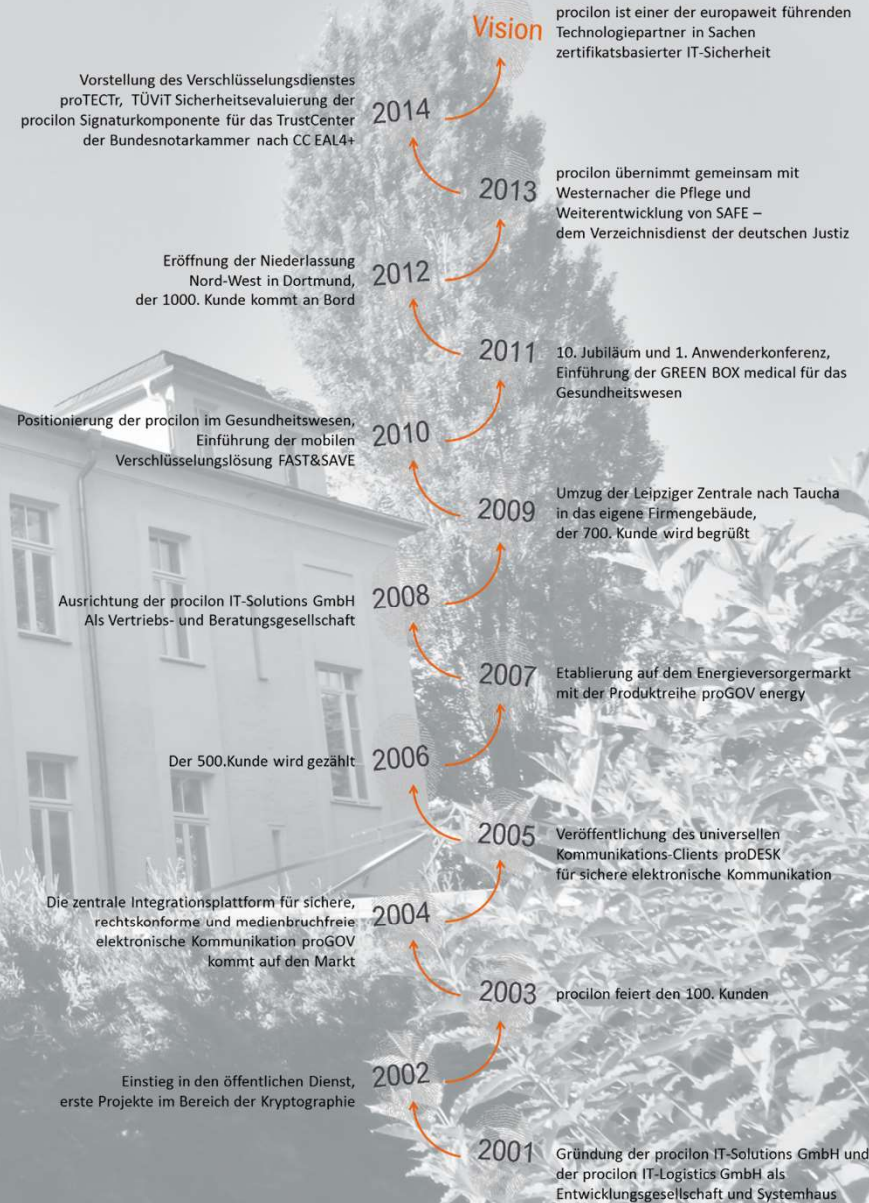 Vision
procilon ist einer der europaweit führenden
Technologiepartner in Sachen
zertifikatsbasierter IT-Sicherheit
Vorstellung des Verschlüsselungsdienstes
proTECTr, TÜViT Sicherheitsevaluierung der
procilon Signaturkomponente für das TrustCenter
der Bundesnotarkammer nach CC EAL4+
2014
2013
procilon übernimmt gemeinsam mit
Westernacher die Pflege und
Weiterentwicklung von SAFE –
dem Verzeichnisdienst der deutschen Justiz
Eröffnung der Niederlassung
Nord-West in Dortmund,
der 1000. Kunde kommt an Bord
2012
2011
10. Jubiläum und 1. Anwenderkonferenz,
Einführung der GREEN BOX medical für das
Gesundheitswesen
Positionierung der procilon im Gesundheitswesen,
Einführung der mobilen
Verschlüsselungslösung FAST&SAVE
2010
2009
Umzug der Leipziger Zentrale nach Taucha
in das eigene Firmengebäude,
der 700. Kunde wird begrüßt
Ausrichtung der procilon IT-Solutions GmbH
Als Vertriebs- und Beratungsgesellschaft
2008
2007
Etablierung auf dem Energieversorgermarkt
mit der Produktreihe proGOV energy
Der 500.Kunde wird gezählt
2006
2005
Veröffentlichung des universellen
Kommunikations-Clients proDESK
für sichere elektronische Kommunikation
Die zentrale Integrationsplattform für sichere,
rechtskonforme und medienbruchfreie
elektronische Kommunikation proGOV
kommt auf den Markt
2004
2003
procilon feiert den 100. Kunden
Einstieg in den öffentlichen Dienst,
erste Projekte im Bereich der Kryptographie
2002
2001
Gründung der procilon IT-Solutions GmbH und
der procilon IT-Logistics GmbH als
Entwicklungsgesellschaft und Systemhaus